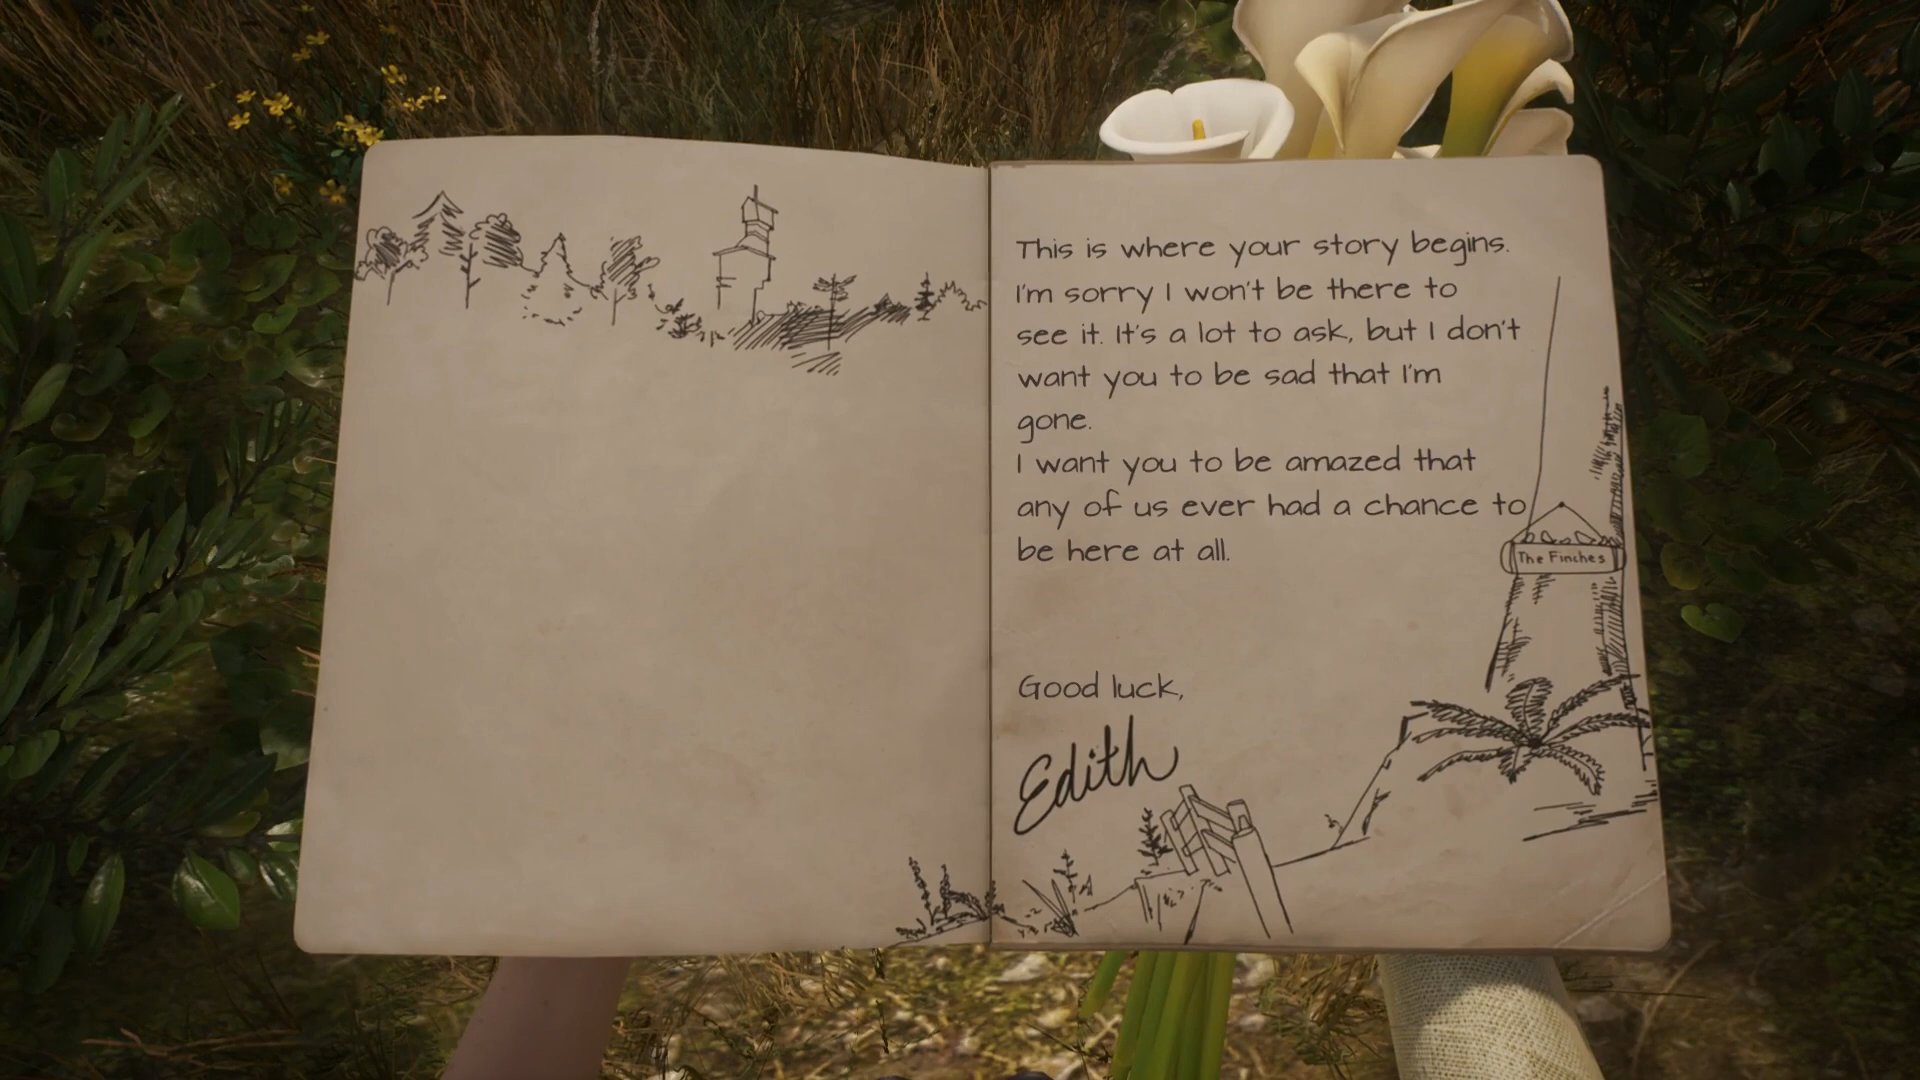 This is where your story begins.
I'm sorry I won't be there to
see it. It's a lot to ask, but I don't
want you to be sad that I'm
gone.
I want you to be amazed that
any of us ever had a chance to
be here at all.
The Finches
Good luck,
Edith